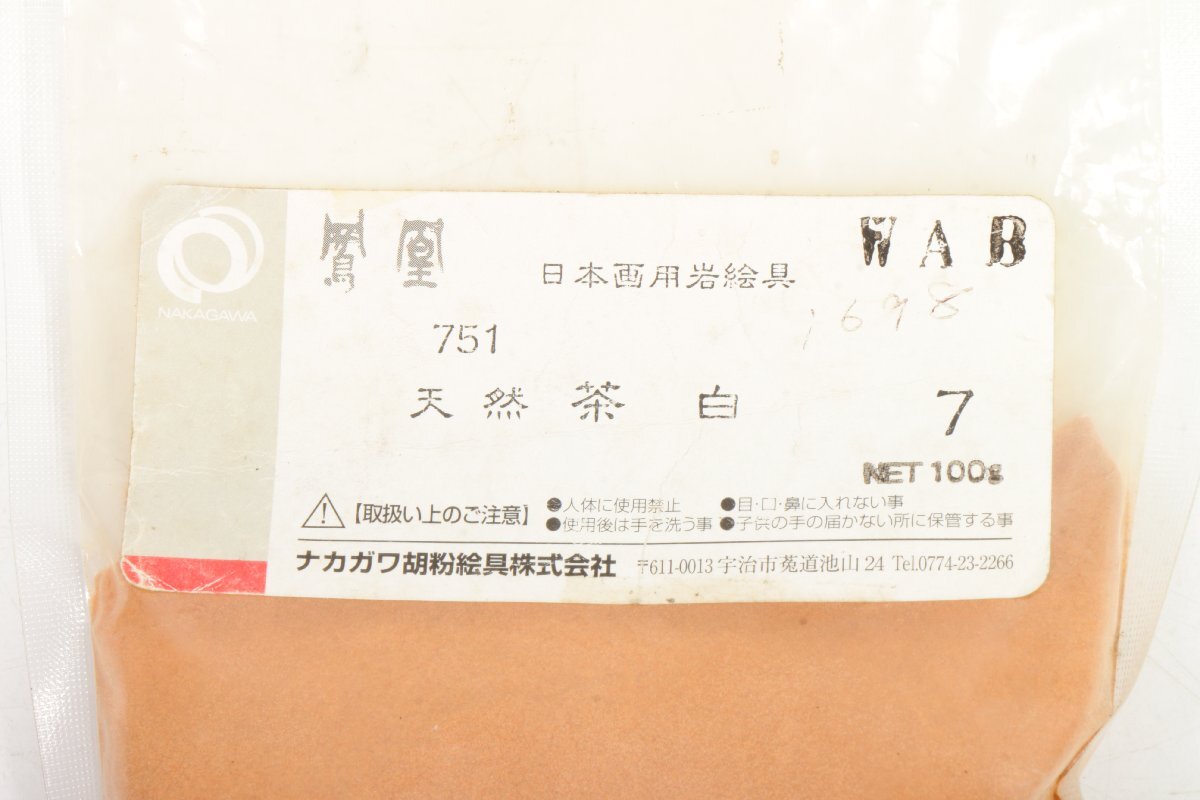 NAKAGAWA
鳳凰
日本画用岩絵具
WAB
1698
751
天然茶白 7
NET 100g
【取扱い上のご注意】
●人体に使用禁止 ●目・口・鼻に入れない事
●使用後は手を洗う事 ●子供の手の届かない所に保管する事
ナカガワ胡粉絵具株式会社 〒611-0013 宇治市莵道池山 24 Tel.0774-23-2266